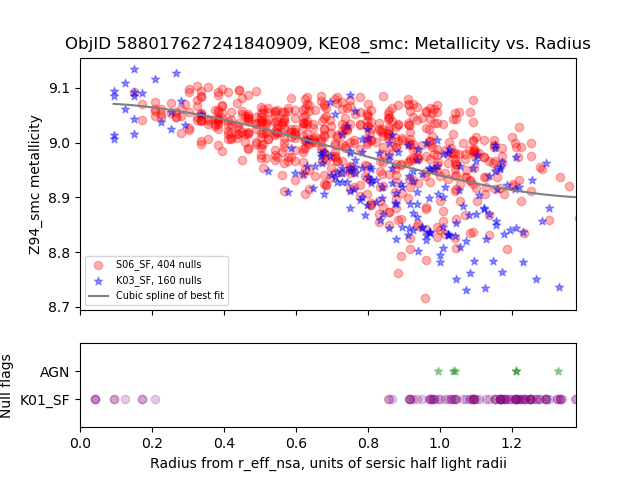 ObjID 588017627241840909, KE08_smc: Metallicity vs. Radius
Z94_smc metallicity
9.1
9.0
8.9
8.8
8.7
S06_SF, 404 nulls
K03_SF, 160 nulls
Cubic spline of best fit
Null flags
AGN
K01_SF
0.0 0.2 0.4 0.6 0.8 1.0 1.2
Radius from r_eff_nsa, units of sersic half light radii